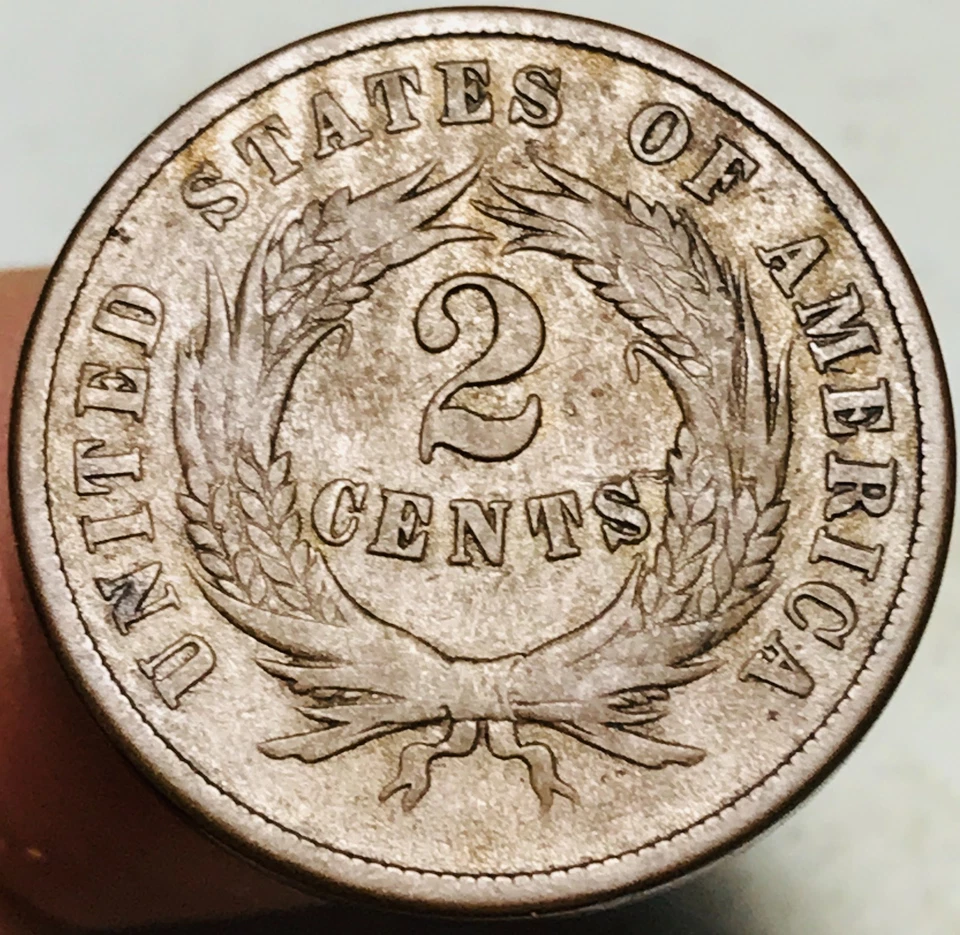 UNITED STATES OF AMERICA
2
CENTS